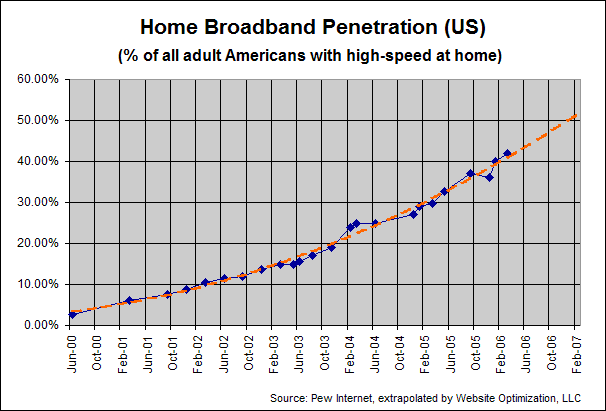 Home Broadband Penetration (US)
(% of all adult Americans with high-speed at home)
60.00%
50.00%
40.00%
30.00%
20.00%
10.00%
0.00%
Jun-00
Oct-00
Feb-01
Jun-01
Oct-01
Feb-02
Jun-02
Oct-02
Feb-03
Jun-03
Oct-03
Feb-04
Jun-04
Oct-04
Feb-05
Jun-05
Oct-05
Feb-06
Jun-06
Oct-06
Feb-07
Source: Pew Internet, extrapolated by Website Optimization, LLC